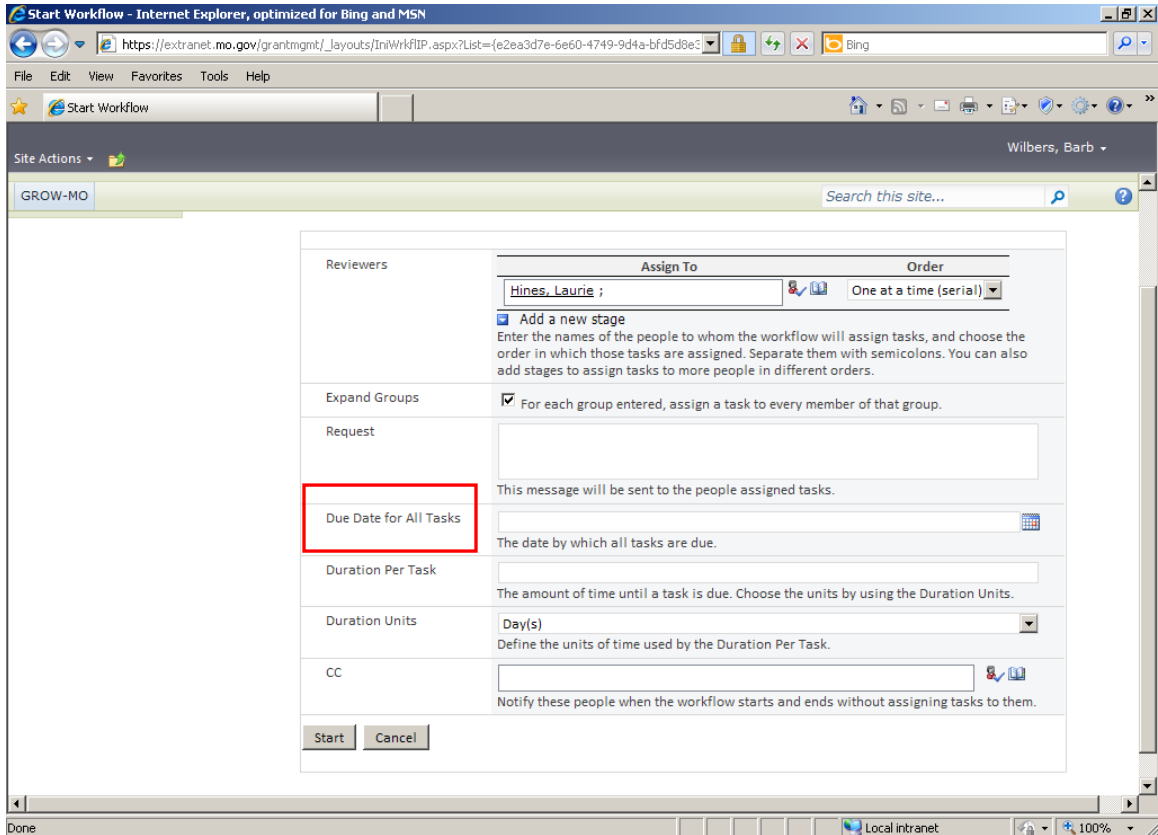 Start Workflow - Internet Explorer, optimized for Bing and MSN
https://extranet.mo.gov/grantmgmt/_layouts/IniWrkflIP.aspx?List={e2ea3d7e-6e60-4749-9d4a-bfd5d8e3
Bing
File Edit View Favorites Tools Help
Start Workflow
Wilbers, Barb
Site Actions
GROW-MO
Search this site...
Reviewers
Assign To Order
Hines, Laurie ;
One at a time (serial)
Add a new stage
Enter the names of the people to whom the workflow will assign tasks, and choose the
order in which those tasks are assigned. Separate them with semicolons. You can also
add stages to assign tasks to more people in different orders.
Expand Groups
For each group entered, assign a task to every member of that group.
Request
This message will be sent to the people assigned tasks.
Due Date for All Tasks
The date by which all tasks are due.
Duration Per Task
The amount of time until a task is due. Choose the units by using the Duration Units.
Duration Units
Day(s)
Define the units of time used by the Duration Per Task.
CC
Notify these people when the workflow starts and ends without assigning tasks to them.
Start Cancel
Done Local intranet 100%